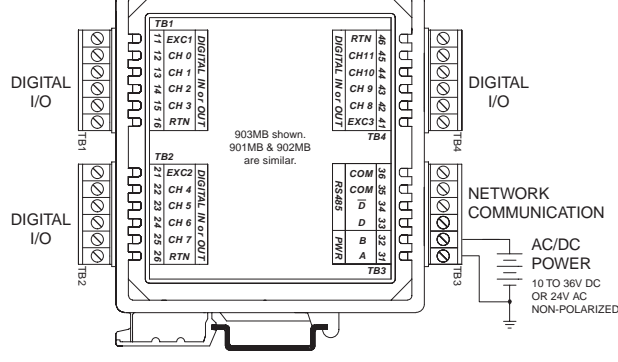 TB1
11 EXC1
12 CH 0
13 CH 1
14 CH 2
15 CH 3
16 RTN
DIGITAL IN or OUT
RTN 46
CH11 45
CH10 44
CH 9 43
CH 8 42
EXC3 41
DIGITAL IN or OUT
TB4
DIGITAL
I/O
TB1
DIGITAL
I/O
TB4
903MB shown.
901MB & 902MB
are similar.
TB2
21 EXC2
22 CH 4
23 CH 5
24 CH 6
25 CH 7
26 RTN
DIGITAL IN or OUT
COM 36
COM 35
D 34
D 33
B 32
A 31
RS485
PWR
TB3
DIGITAL
I/O
TB2
NETWORK
COMMUNICATION
TB3
AC/DC
POWER
10 TO 36V DC
OR 24V AC
NON-POLARIZED